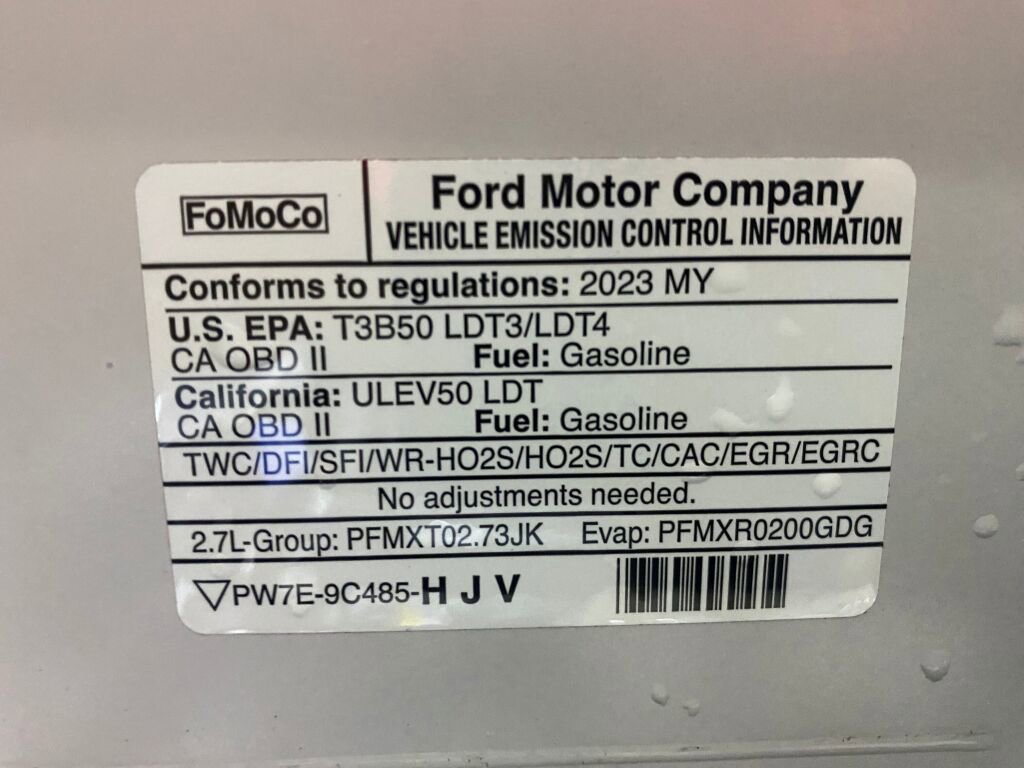 FoMoCo
Ford Motor Company
VEHICLE EMISSION CONTROL INFORMATION
Conforms to regulations: 2023 MY
U.S. EPA: T3B50 LDT3/LDT4
CA OBD II Fuel: Gasoline
California: ULEV50 LDT
CA OBD II Fuel: Gasoline
TWC/DFI/SFI/WR-HO2S/HO2S/TC/CAC/EGR/EGRC
No adjustments needed.
2.7L-Group: PFMXT02.73JK Evap: PFMXR0200GDG
PW7E-9C485-H J V